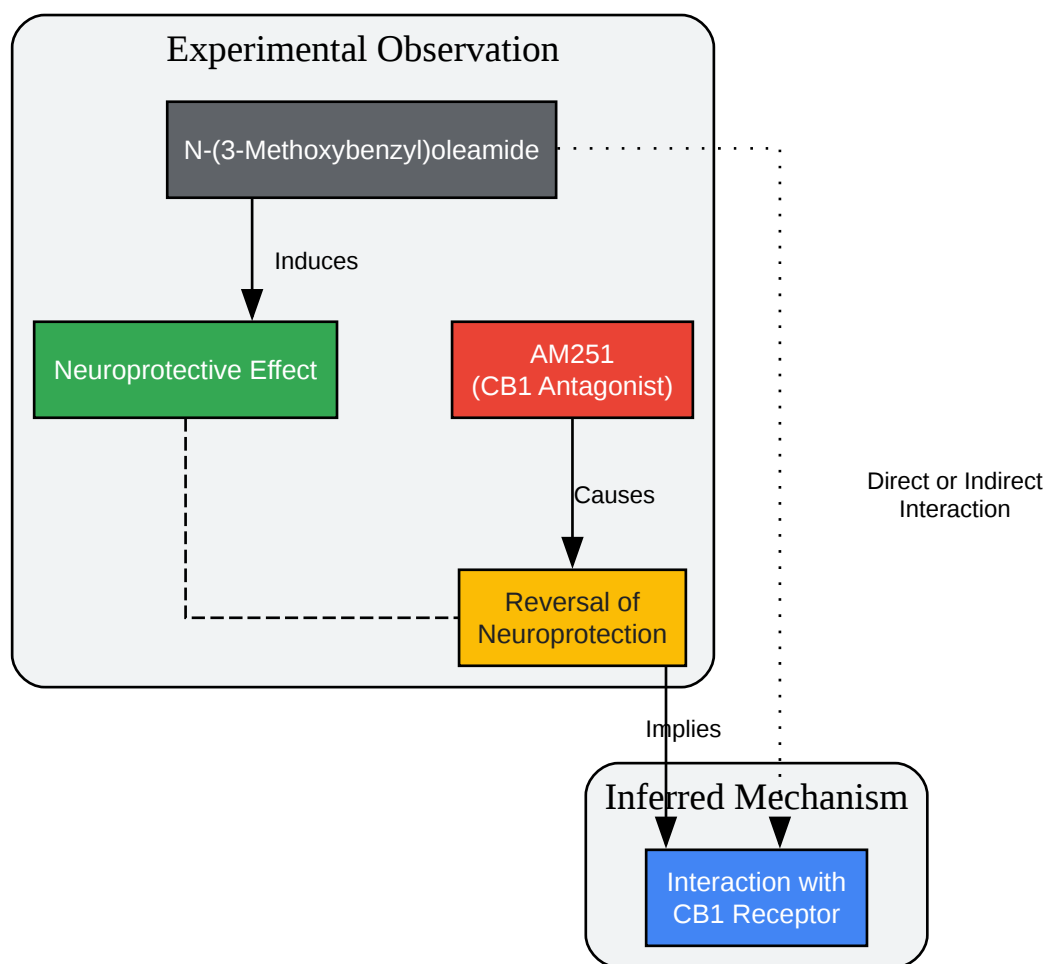 Experimental Observation
N-(3-Methoxybenzyl)oleamide
Induces
Neuroprotective Effect
AM251
(CB1 Antagonist)
Causes
Direct or Indirect
Interaction
Reversal of
Neuroprotection
Implies
Inferred Mechanism
Interaction with
CB1 Receptor